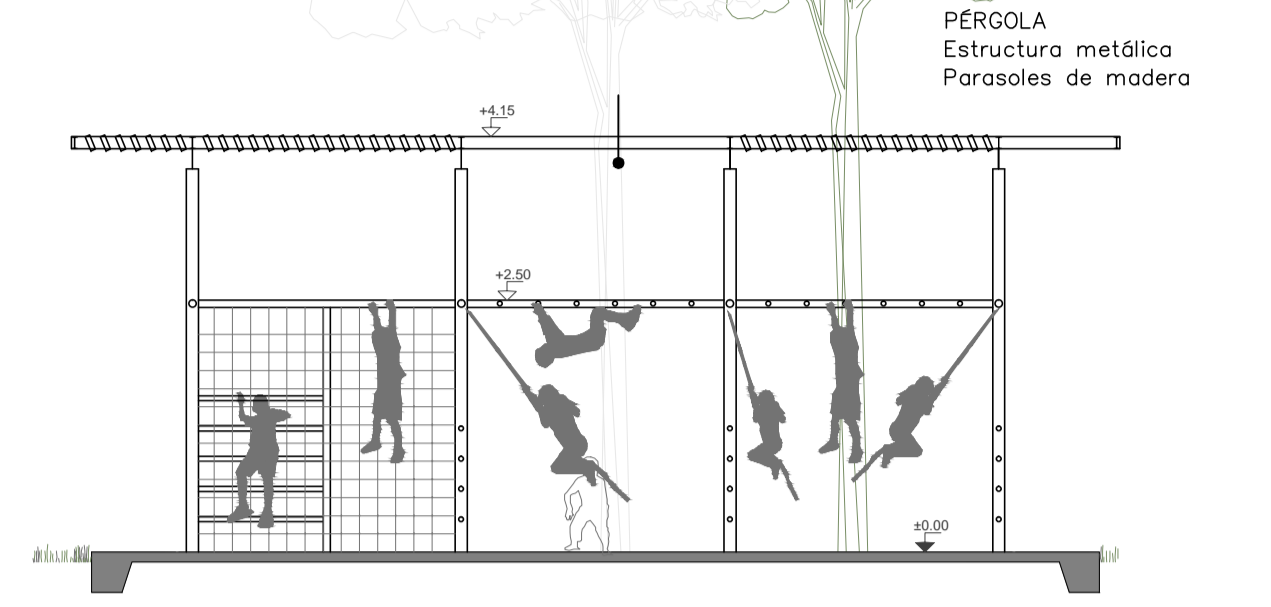 PÉRGOLA
Estructura metálica
Parasoles de madera
+4.15
+2.50
±0.00